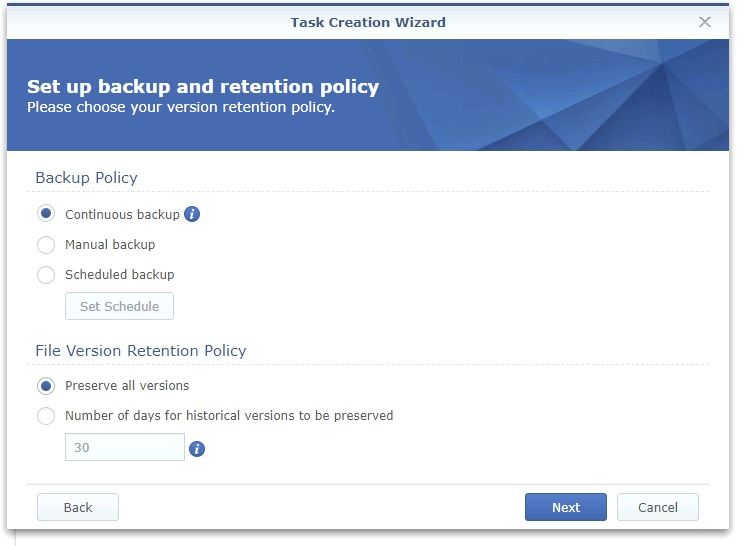 Task Creation Wizard
Set up backup and retention policy
Please choose your version retention policy.
Backup Policy
Continuous backup i
Manual backup
Scheduled backup
Set Schedule
File Version Retention Policy
Preserve all versions
Number of days for historical versions to be preserved
30 i
Back Next Cancel